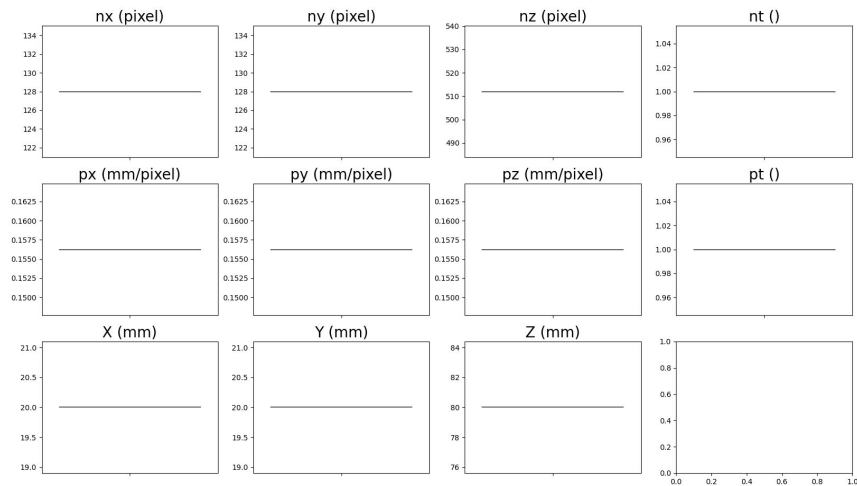 nx (pixel) ny (pixel) nz (pixel) nt ()
134 134 540 1.04
132 132 530 1.02
130 130 520
128 128 510 1.00
126 126 500 0.98
124 124 490 0.96
122 122
px (mm/pixel) py (mm/pixel) pz (mm/pixel) pt ()
0.1625 0.1625 0.1625 1.04
0.1600 0.1600 0.1600 1.02
0.1575 0.1575 0.1575 1.00
0.1550 0.1550 0.1550 0.98
0.1525 0.1525 0.1525 0.96
0.1500 0.1500 0.1500
X (mm) Y (mm) Z (mm)
21.0 21.0 84 1.0
20.5 20.5 82 0.8
20.0 20.0 80 0.6
19.5 19.5 78 0.4
19.0 19.0 76 0.2
0.0
0.0 0.2 0.4 0.6 0.8 1.0